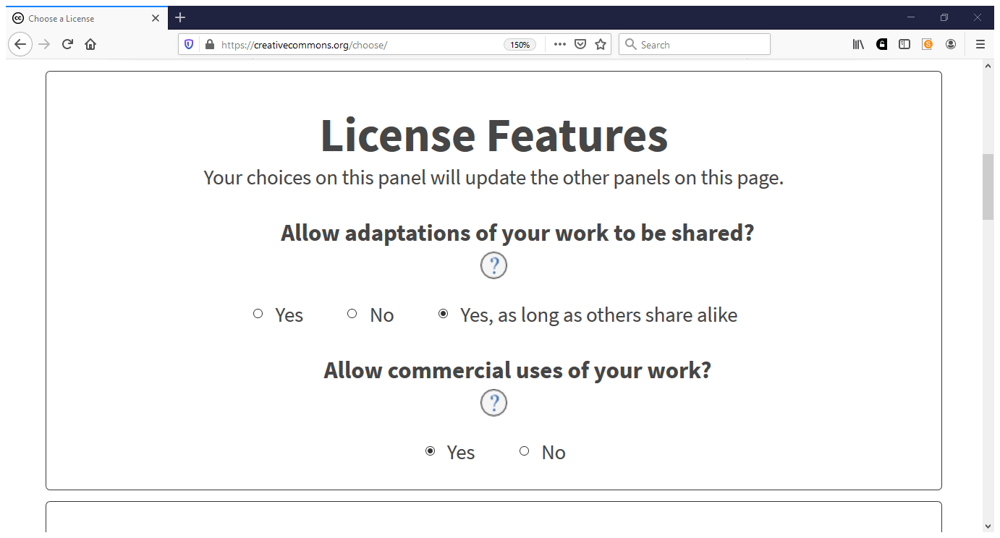 cc Choose a License
https://creativecommons.org/choose/ 150% Search
License Features
Your choices on this panel will update the other panels on this page.
Allow adaptations of your work to be shared?
?
Yes No Yes, as long as others share alike
Allow commercial uses of your work?
?
Yes No